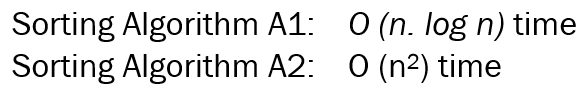 Sorting Algorithm A1: O (n. log n) time
Sorting Algorithm A2: O (n²) time